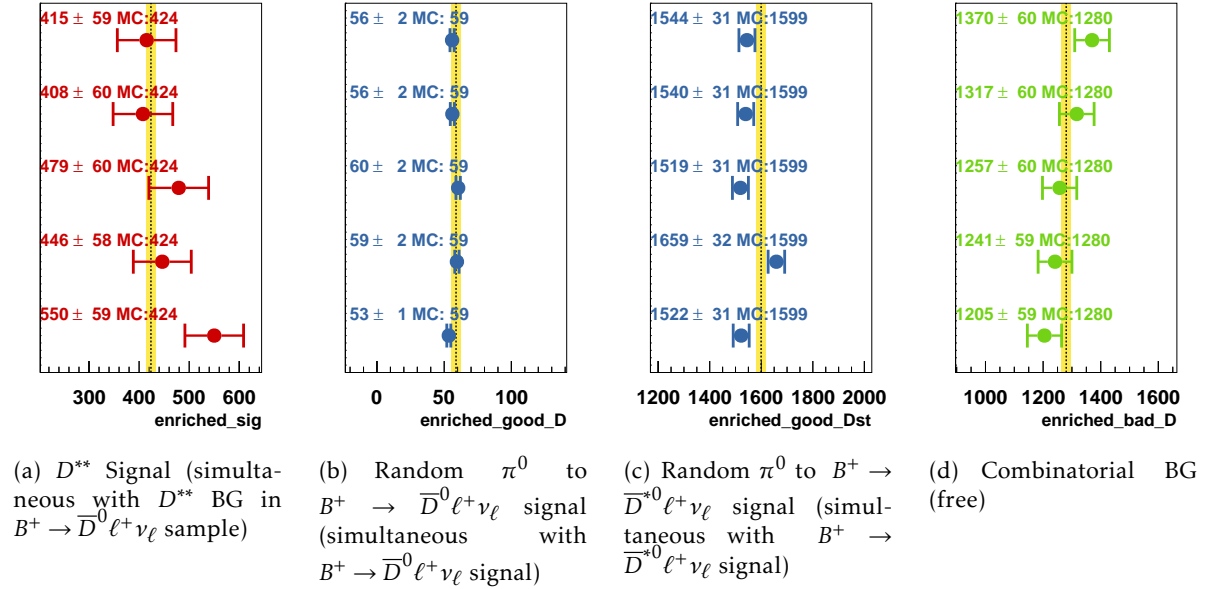 415 ± 59 MC:424
408 ± 60 MC:424
479 ± 60 MC:424
446 ± 58 MC:424
550 ± 59 MC:424
300 400 500 600
enriched_sig
(a) D** Signal (simulta-
neous with D** BG in
B⁺ → D̅⁰ℓ⁺νℓ sample)
56 ± 2 MC: 59
56 ± 2 MC: 59
60 ± 2 MC: 59
59 ± 2 MC: 59
53 ± 1 MC: 59
0 50 100
enriched_good_D
(b) Random π⁰ to
B⁺ → D̅⁰ℓ⁺νℓ signal
(simultaneous with
B⁺ → D̅⁰ℓ⁺νℓ signal)
1544 ± 31 MC:1599
1540 ± 31 MC:1599
1519 ± 31 MC:1599
1659 ± 32 MC:1599
1522 ± 31 MC:1599
1200 1400 1600 1800 2000
enriched_good_Dst
(c) Random π⁰ to B⁺ →
D̅*⁰ℓ⁺νℓ signal (simul-
taneous with B⁺ →
D̅*⁰ℓ⁺νℓ signal)
1370 ± 60 MC:1280
1317 ± 60 MC:1280
1257 ± 60 MC:1280
1241 ± 59 MC:1280
1205 ± 59 MC:1280
1000 1200 1400 1600
enriched_bad_D
(d) Combinatorial BG
(free)